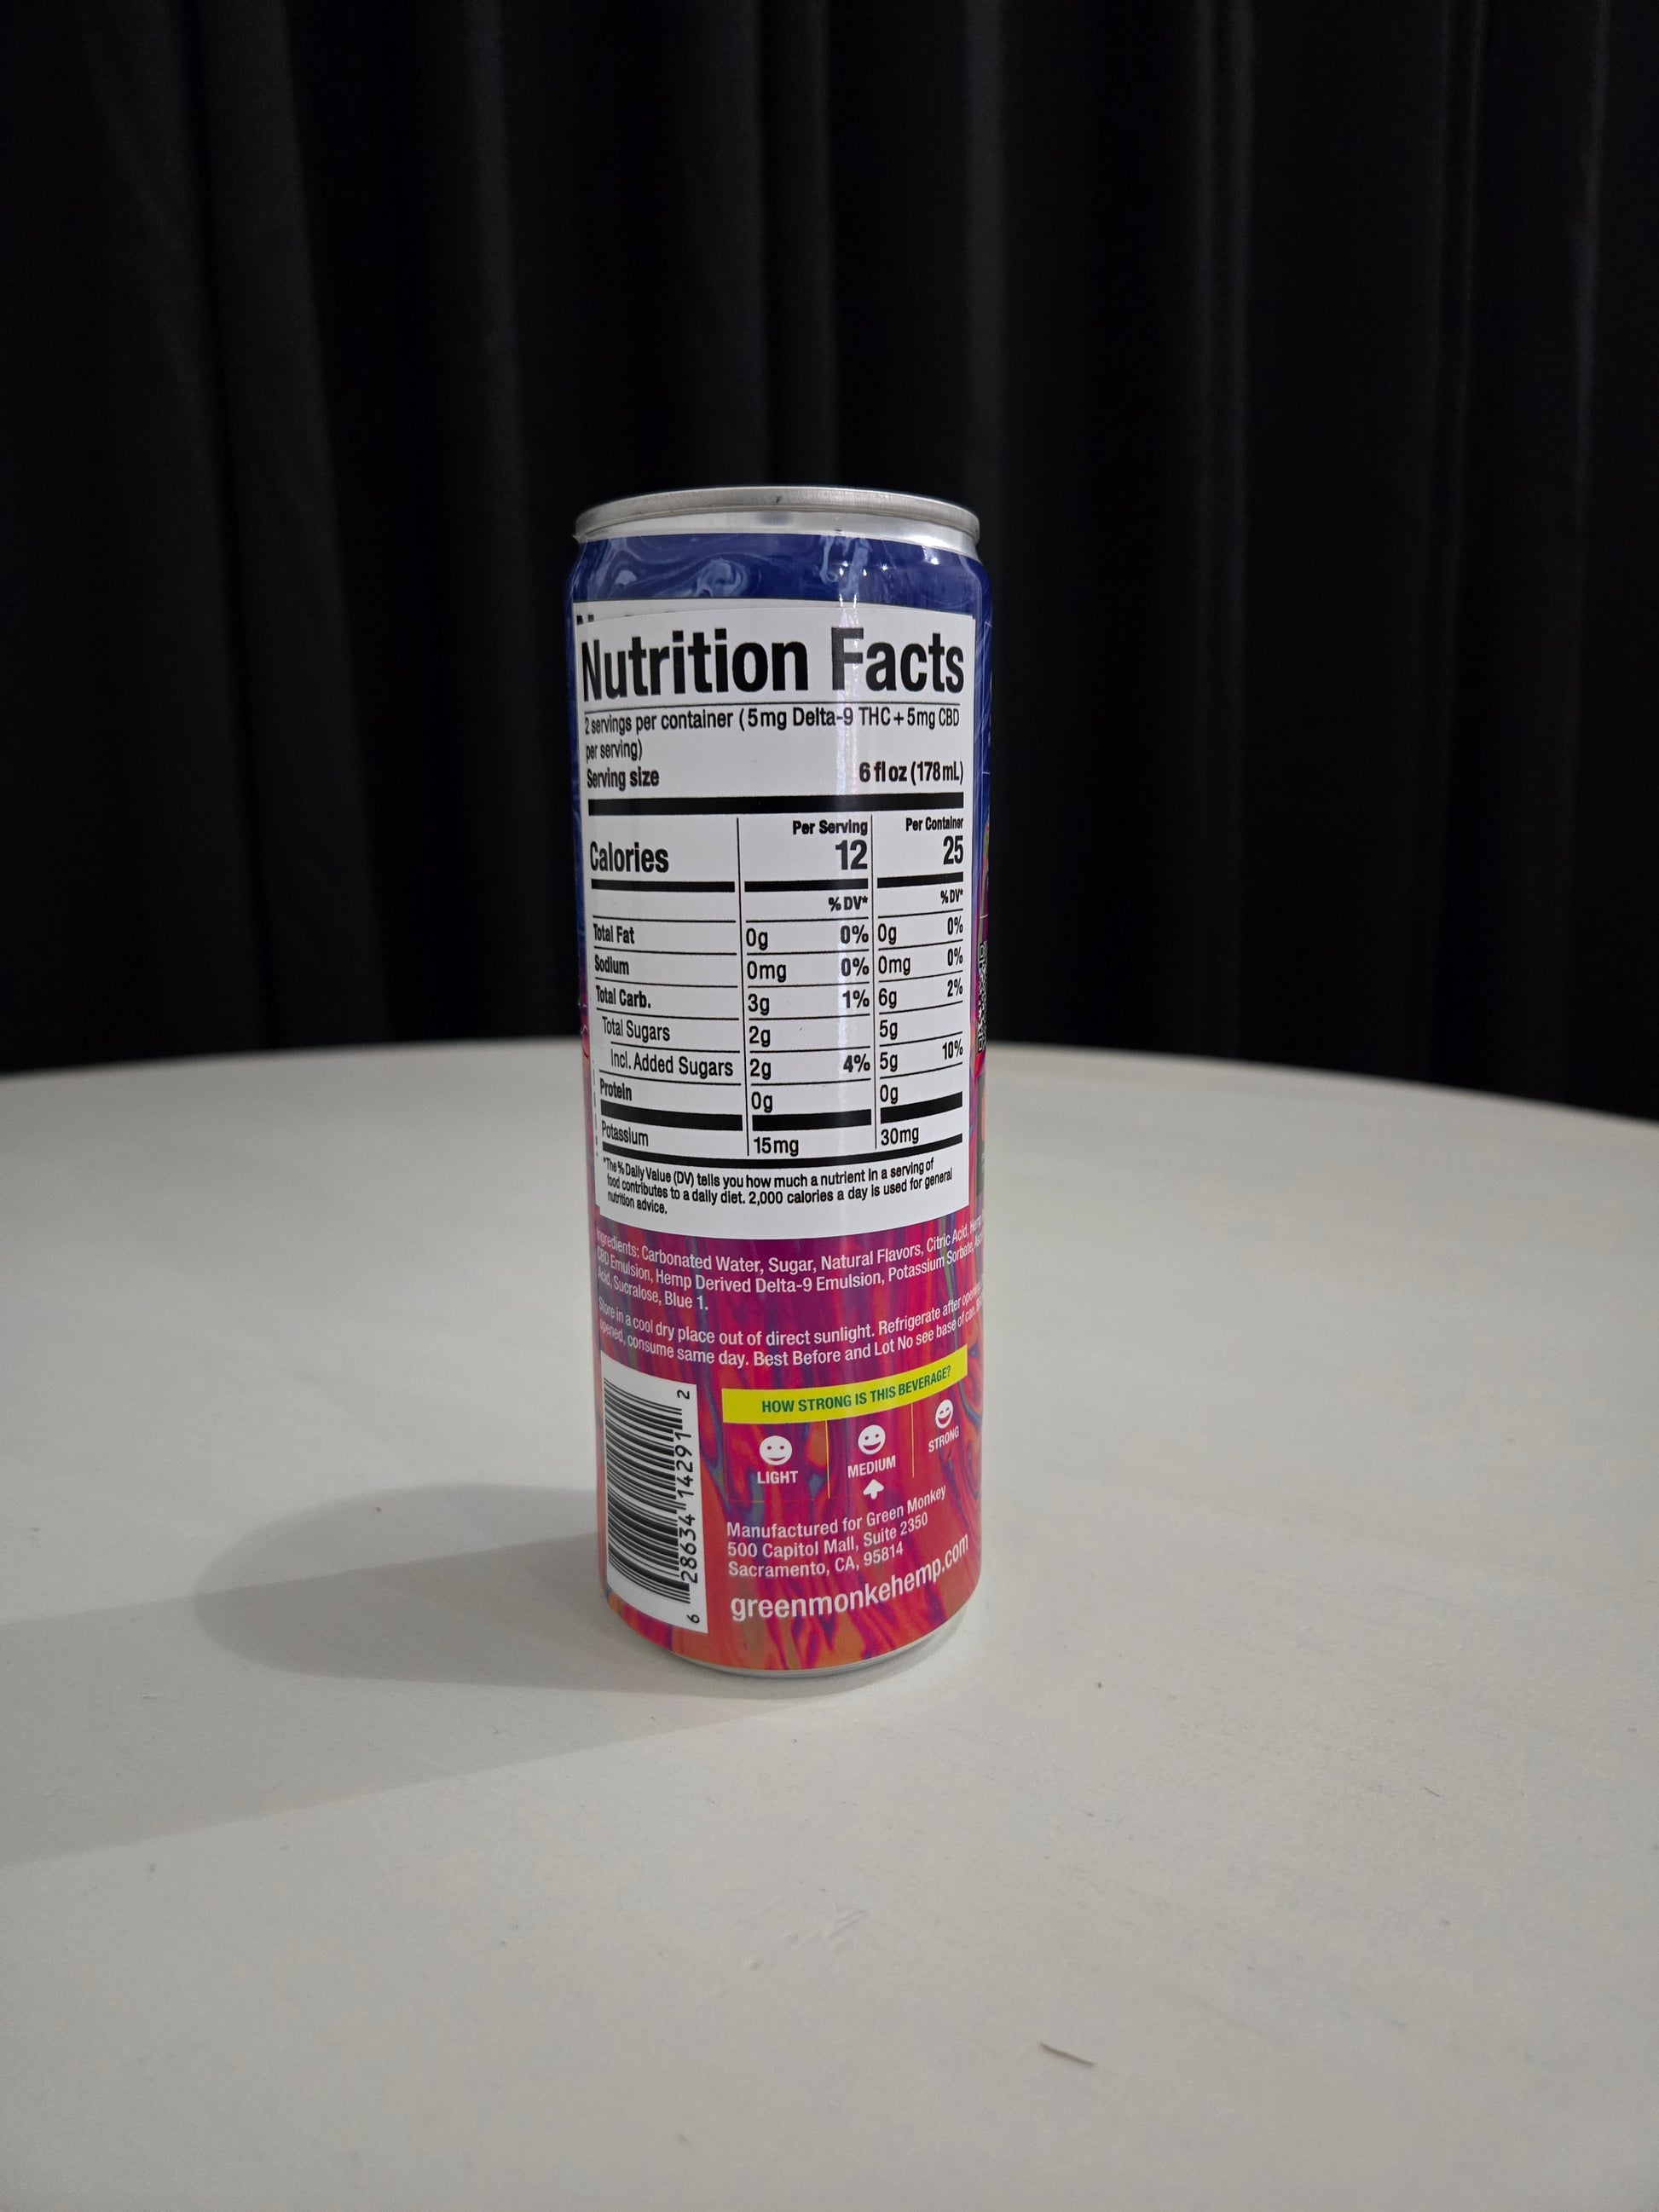 Nutrition Facts
2 servings per container (5mg Delta-9 THC+5mg CBD
per serving)
Serving size 6 fl oz (178mL)
Per Serving Per Container
Calories 12 25
%DV* %DV*
Total Fat 0g 0% 0g 0%
Sodium 0mg 0% 0mg 0%
Total Carb. 3g 1% 6g 2%
Total Sugars 2g 5g
Incl. Added Sugars 2g 4% 5g 10%
Protein 0g 0g
Potassium 15mg 30mg
*The % Daily Value (DV) tells you how much a nutrient in a serving of
food contributes to a daily diet. 2,000 calories a day is used for general
nutrition advice.
Ingredients: Carbonated Water, Sugar, Natural Flavors, Citric Acid,
CBD Emulsion, Hemp Derived Delta-9 Emulsion, Potassium Sorbate,
Acid, Sucralose, Blue 1.
Store in a cool dry place out of direct sunlight. Refrigerate after
opened, consume same day. Best Before and Lot No see base of can.
6 28634 14291 2
HOW STRONG IS THIS BEVERAGE?
LIGHT MEDIUM STRONG
Manufactured for Green Monkey
500 Capitol Mall, Suite 2350
Sacramento, CA, 95814
greenmonkehemp.com